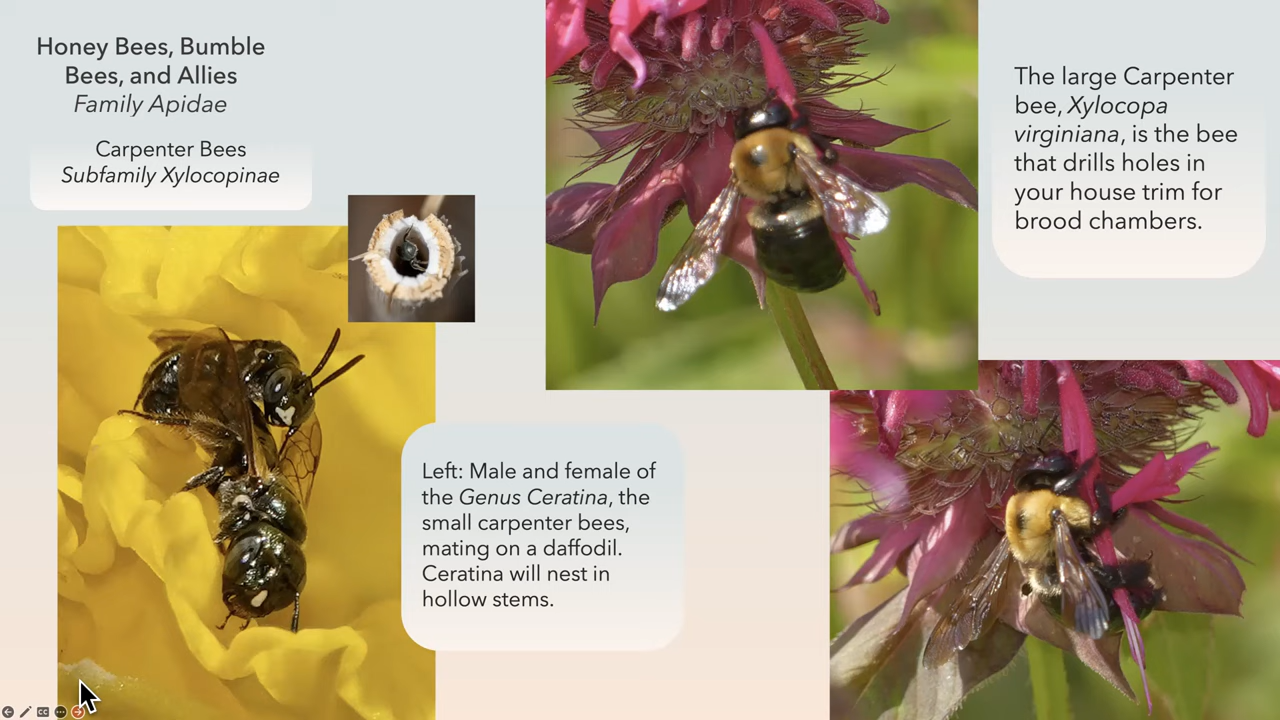 Honey Bees, Bumble
Bees, and Allies
Family Apidae
Carpenter Bees
Subfamily Xylocopinae
The large Carpenter
bee, Xylocopa
virginiana, is the bee
that drills holes in
your house trim for
brood chambers.
Left: Male and female of
the Genus Ceratina, the
small carpenter bees,
mating on a daffodil.
Ceratina will nest in
hollow stems.
CC